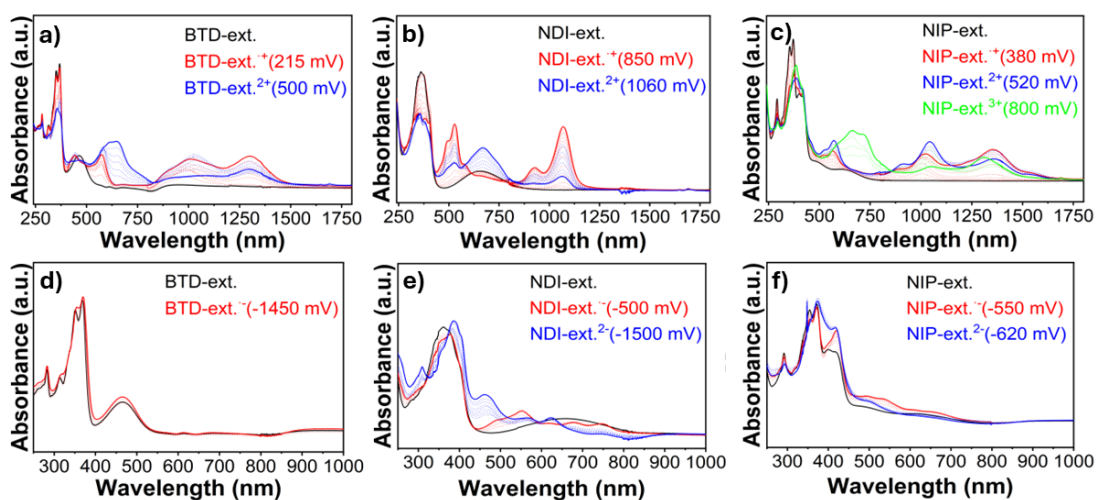 a)
BTD-ext.
BTD-ext.·+(215 mV)
BTD-ext.2+(500 mV)
Absorbance (a.u.)
250 500 750 1000 1250 1500 1750
Wavelength (nm)
b)
NDI-ext.
NDI-ext.·+(850 mV)
NDI-ext.2+(1060 mV)
Absorbance (a.u.)
250 500 750 1000 1250 1500 1750
Wavelength (nm)
c)
NIP-ext.
NIP-ext.·+(380 mV)
NIP-ext.2+(520 mV)
NIP-ext.3+(800 mV)
Absorbance (a.u.)
250 500 750 1000 1250 1500 1750
Wavelength (nm)
d)
BTD-ext.
BTD-ext.·-(-1450 mV)
Absorbance (a.u.)
300 400 500 600 700 800 900 1000
Wavelength (nm)
e)
NDI-ext.
NDI-ext.·-(-500 mV)
NDI-ext.2-(-1500 mV)
Absorbance (a.u.)
300 400 500 600 700 800 900 1000
Wavelength (nm)
f)
NIP-ext.
NIP-ext.·-(-550 mV)
NIP-ext.2-(-620 mV)
Absorbance (a.u.)
300 400 500 600 700 800 900 1000
Wavelength (nm)